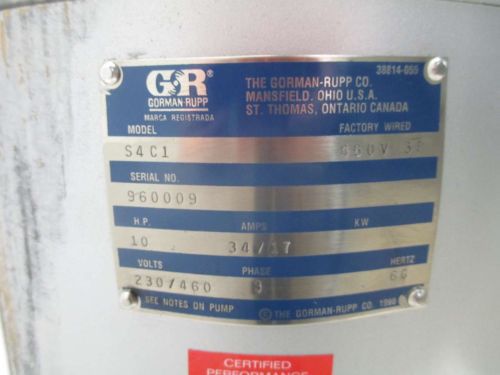 38814-055
GR®
GORMAN-RUPP
MARCA REGISTRADA
THE GORMAN-RUPP CO.
MANSFIELD, OHIO U.S.A.
ST. THOMAS, ONTARIO CANADA
MODEL FACTORY WIRED
S4C1 460V
SERIAL NO.
960009
H.P. AMPS KW
10 34/17
VOLTS PHASE HERTZ
230/460 3 60
SEE NOTES ON PUMP © THE GORMAN-RUPP CO.
CERTIFIED
PERFORMANCE